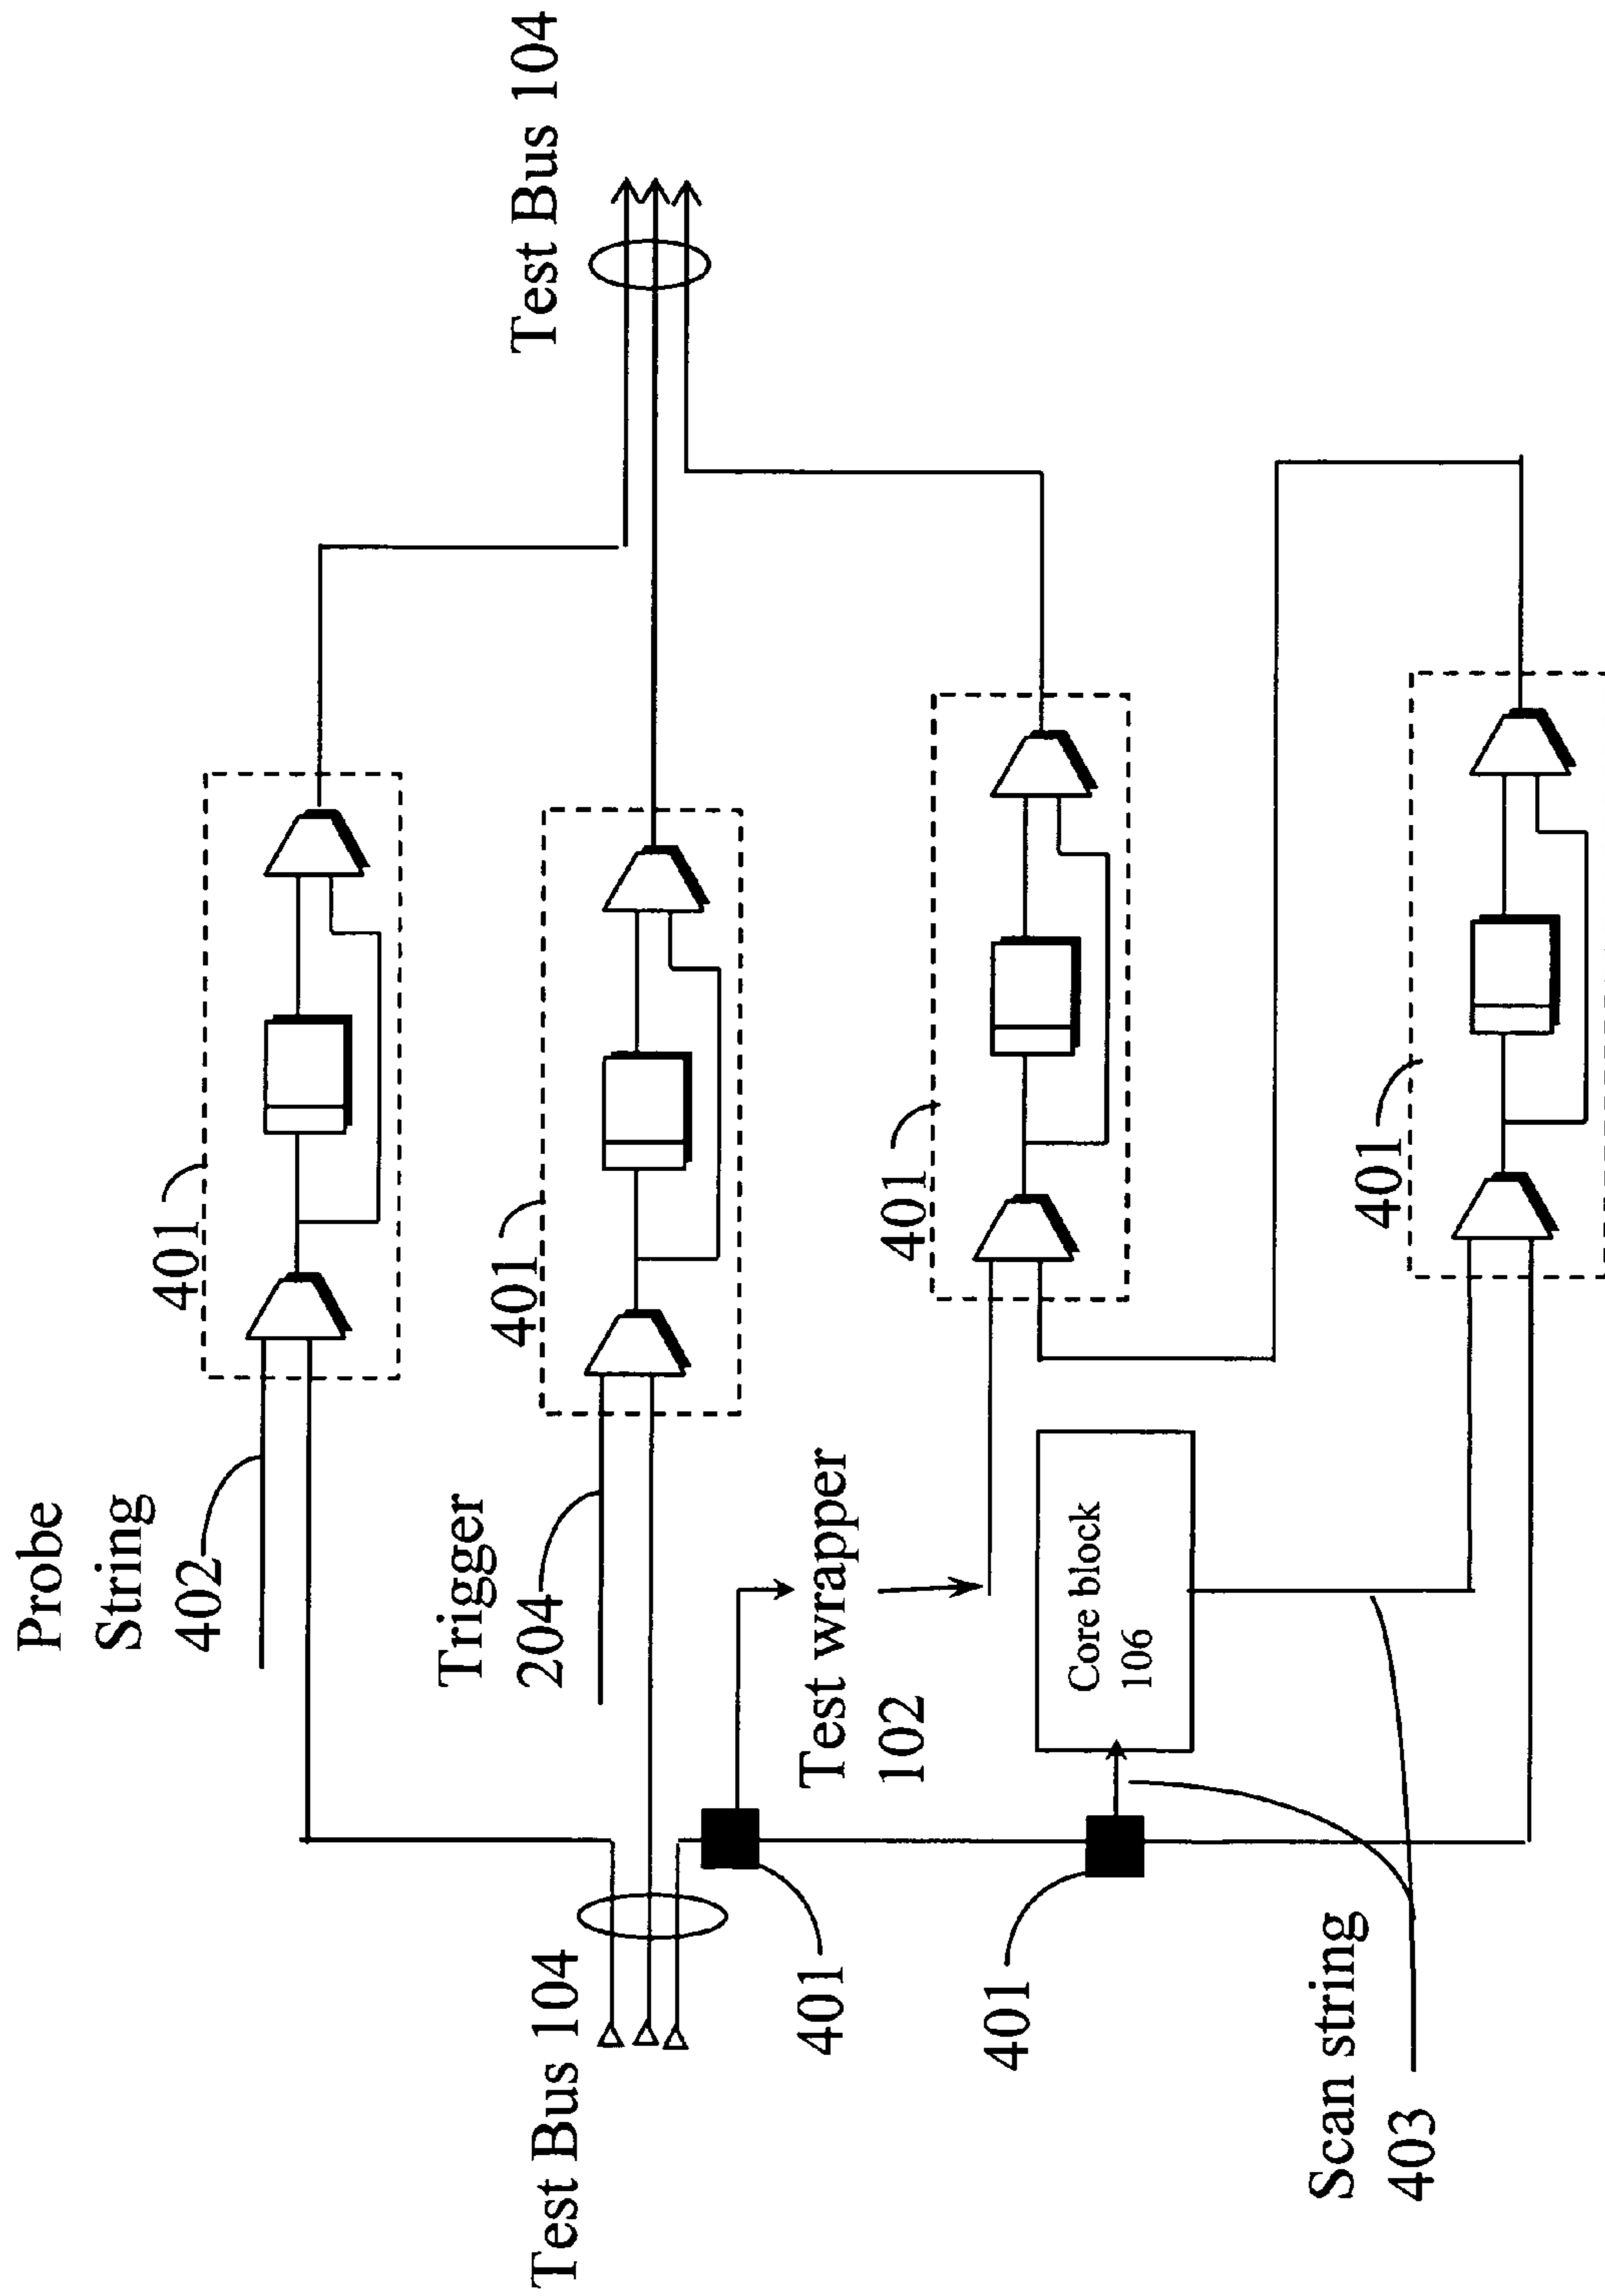 Probe
String
402
401
Trigger
204
401
Test Bus 104
Test Bus 104
401
Test wrapper
102
401
401
Core block
106
401
Scan string
403